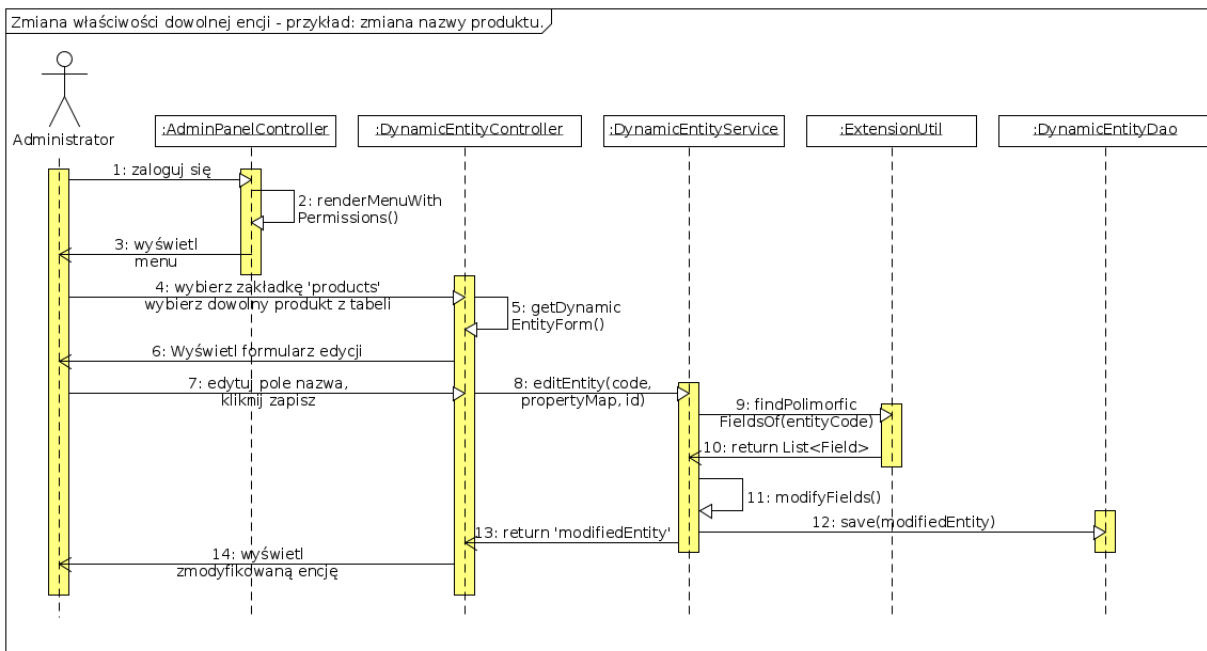 Zmiana właściwości dowolnej encji - przykład: zmiana nazwy produktu.
Administrator
:AdminPanelController
:DynamicEntityController
:DynamicEntityService
:ExtensionUtil
:DynamicEntityDao
1: zaloguj się
2: renderMenuWith
Permissions()
3: wyświetl
menu
4: wybierz zakładkę 'products'
wybierz dowolny produkt z tabeli
5: getDynamic
EntityForm()
6: Wyświetl formularz edycji
7: edytuj pole nazwa,
kliknij zapisz
8: editEntity(code,
propertyMap, id)
9: findPolimorfic
FieldsOf(entityCode)
10: return List<Field>
11: modifyFields()
12: save(modifiedEntity)
13: return 'modifiedEntity'
14: wyświetl
zmodyfikowaną encję